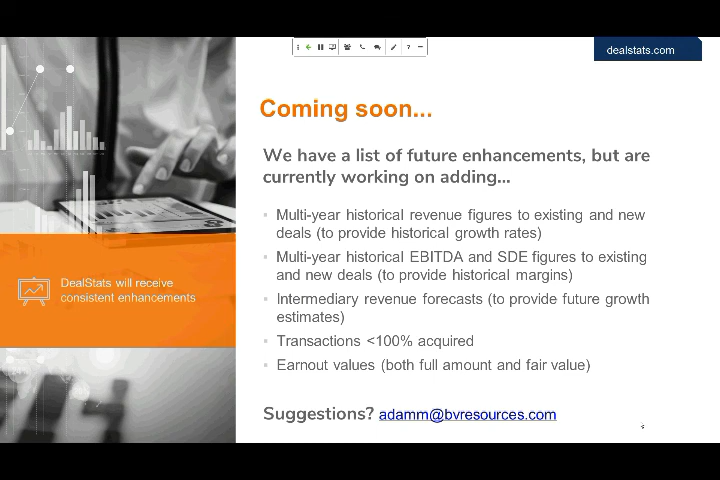 dealstats.com
Coming soon...
We have a list of future enhancements, but are
currently working on adding...
Multi-year historical revenue figures to existing and new
deals (to provide historical growth rates)
Multi-year historical EBITDA and SDE figures to existing
and new deals (to provide historical margins)
Intermediary revenue forecasts (to provide future growth
estimates)
Transactions <100% acquired
Earnout values (both full amount and fair value)
Suggestions? adamm@bvresources.com
DealStats will receive
consistent enhancements